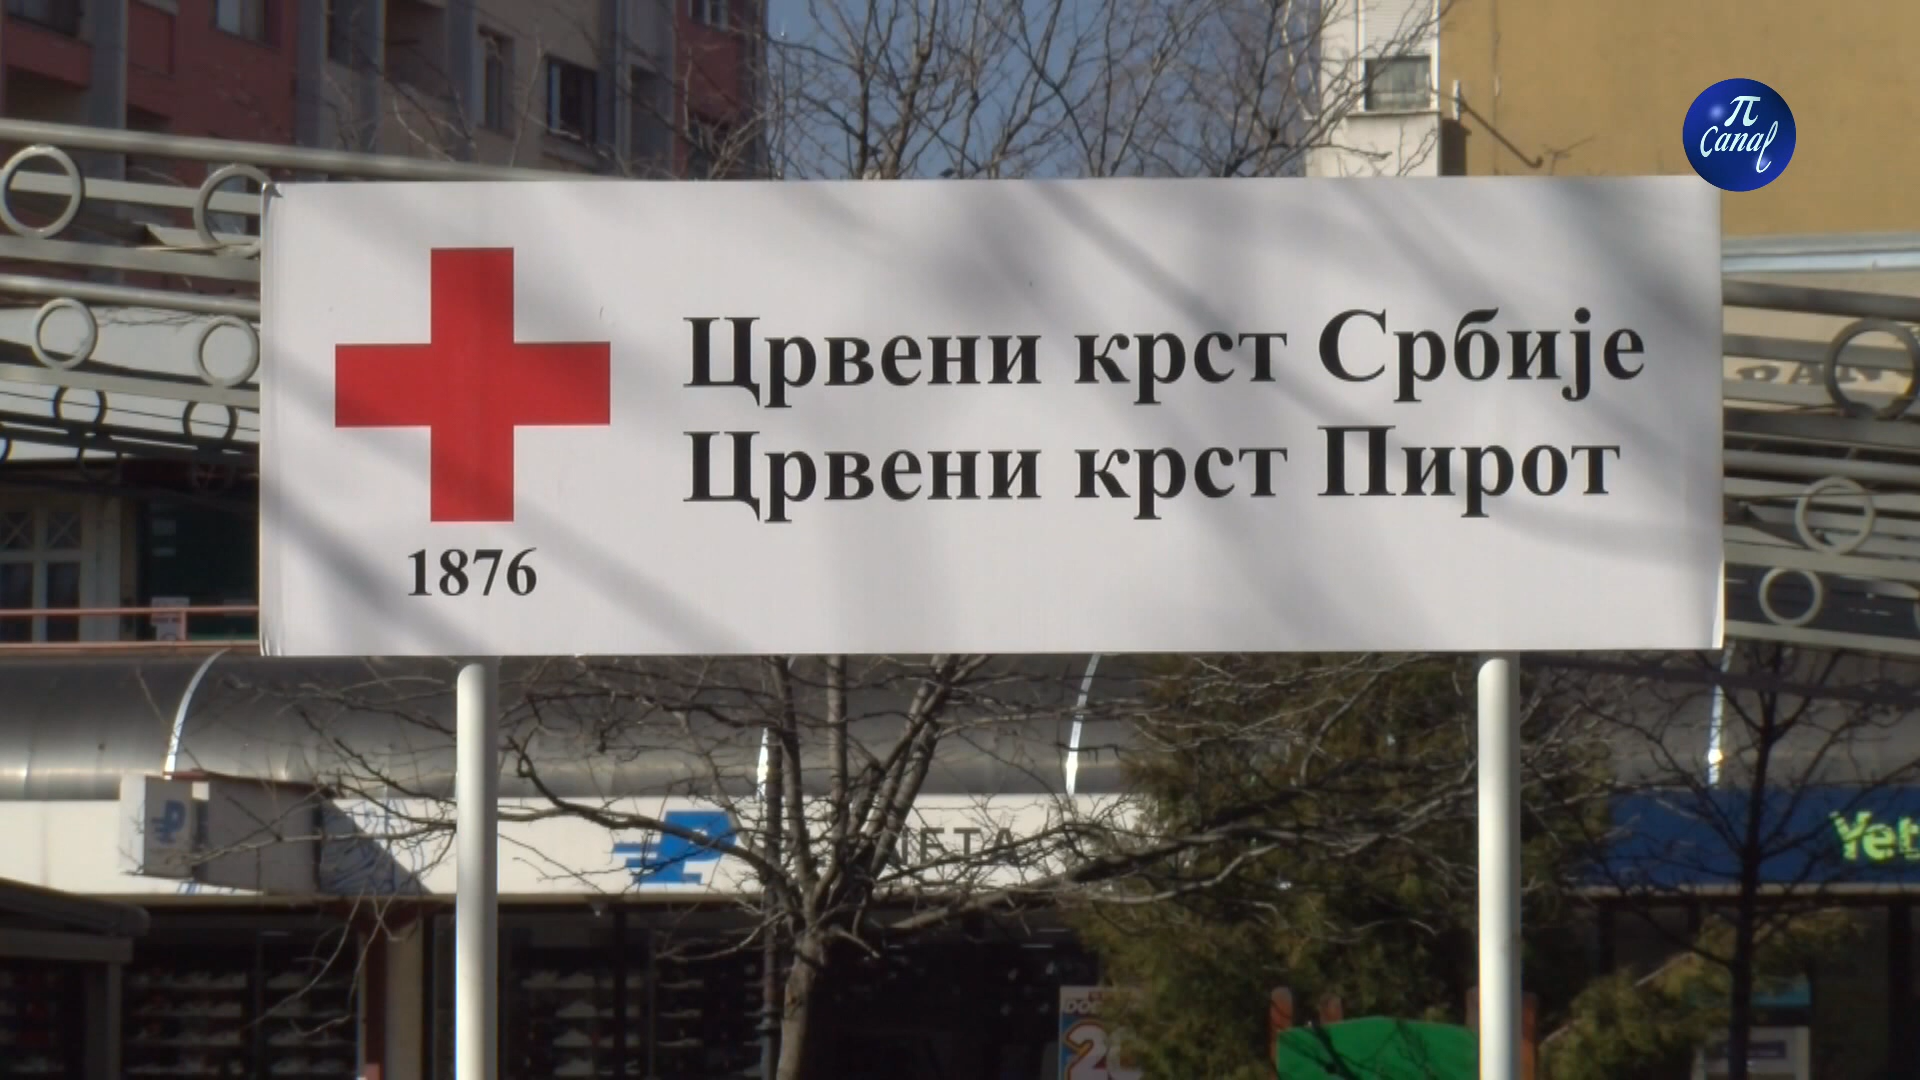 π
Canal
Црвени крст Србије
Црвени крст Пирот
1876